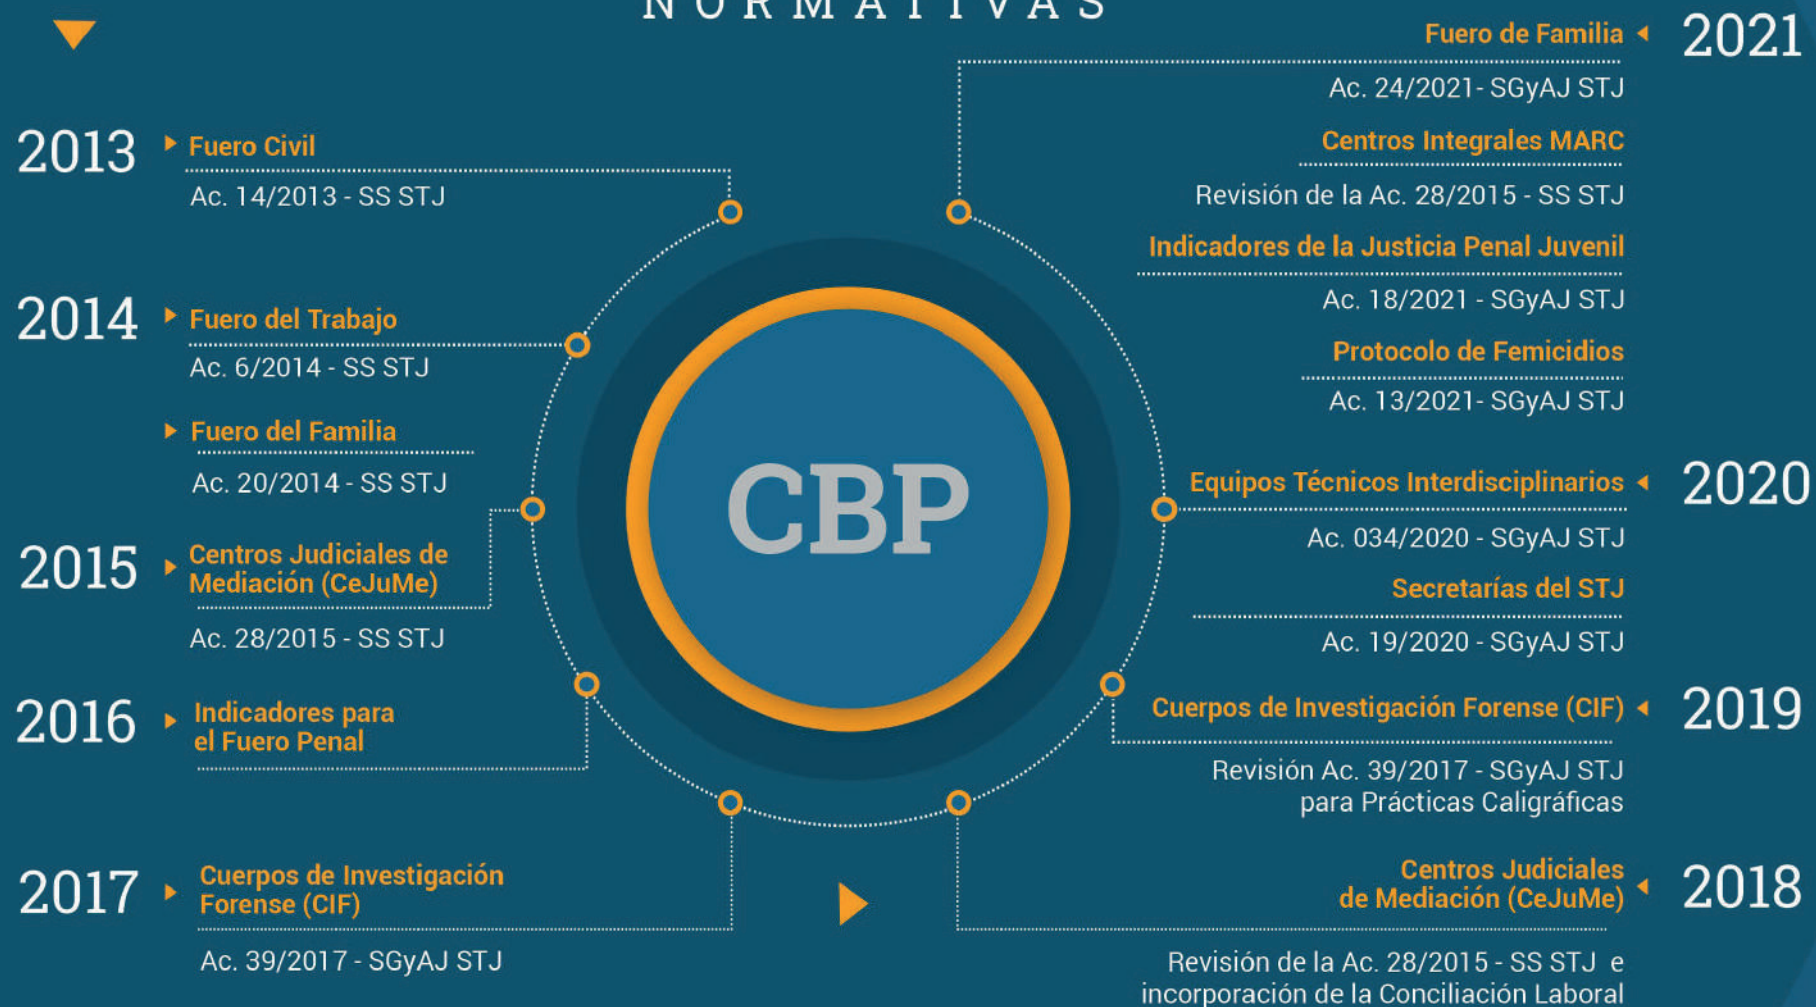 NORMATIVAS
2013
Fuero Civil
Ac. 14/2013 - SS STJ
2014
Fuero del Trabajo
Ac. 6/2014 - SS STJ
Fuero del Familia
Ac. 20/2014 - SS STJ
2015
Centros Judiciales de
Mediación (CeJuMe)
Ac. 28/2015 - SS STJ
2016
Indicadores para
el Fuero Penal
2017
Cuerpos de Investigación
Forense (CIF)
Ac. 39/2017 - SGyAJ STJ
CBP
2021
Fuero de Familia
Ac. 24/2021- SGyAJ STJ
Centros Integrales MARC
Revisión de la Ac. 28/2015 - SS STJ
Indicadores de la Justicia Penal Juvenil
Ac. 18/2021 - SGyAJ STJ
Protocolo de Femicidios
Ac. 13/2021- SGyAJ STJ
2020
Equipos Técnicos Interdisciplinarios
Ac. 034/2020 - SGyAJ STJ
Secretarías del STJ
Ac. 19/2020 - SGyAJ STJ
2019
Cuerpos de Investigación Forense (CIF)
Revisión Ac. 39/2017 - SGyAJ STJ
para Prácticas Caligráficas
2018
Centros Judiciales
de Mediación (CeJuMe)
Revisión de la Ac. 28/2015 - SS STJ e
incorporación de la Conciliación Laboral